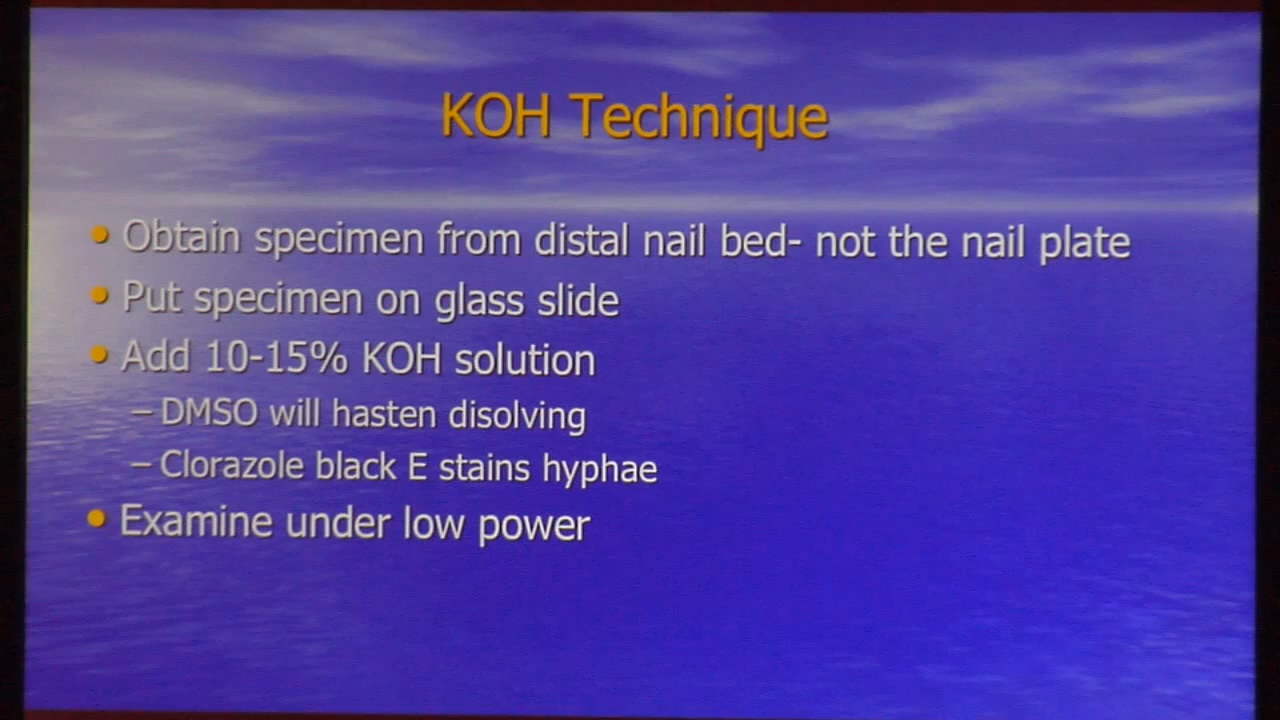 KOH Technique
• Obtain specimen from distal nail bed- not the nail plate
• Put specimen on glass slide
• Add 10-15% KOH solution
– DMSO will hasten disolving
– Clorazole black E stains hyphae
• Examine under low power